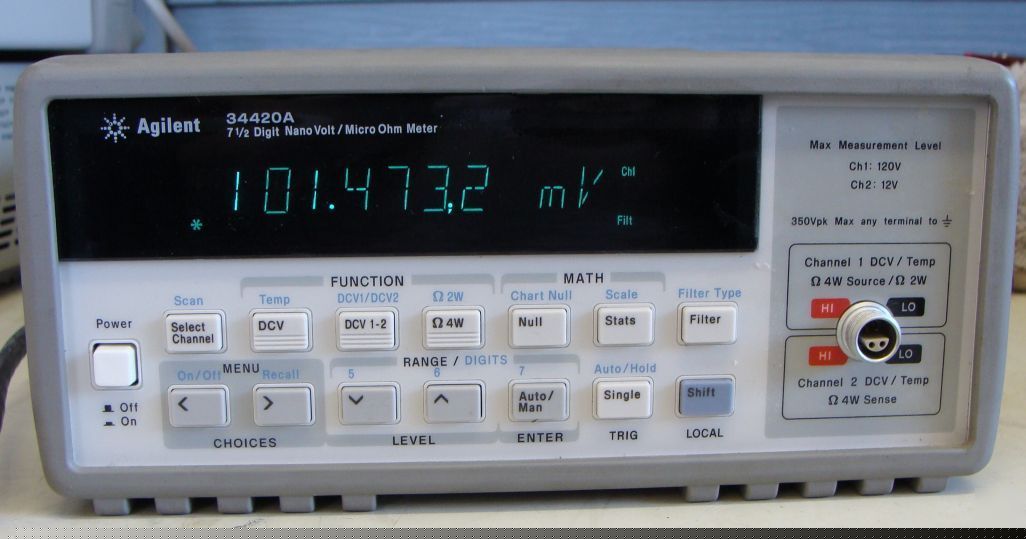 Agilent
34420A
7 1/2 Digit NanoVolt / Micro Ohm Meter
101.473,2 mV
Ch1
*
Filt
Max Measurement Level
Ch1: 120V
Ch2: 12V
350Vpk Max any terminal to ⏚
Channel 1 DCV / Temp
Ω 4W Source / Ω 2W
HI
LO
HI
LO
Channel 2 DCV / Temp
Ω 4W Sense
Power
Off
On
FUNCTION
MATH
Scan
Temp
DCV1/DCV2
Ω 2W
Chart Null
Scale
Filter Type
Select
Channel
DCV
DCV 1-2
Ω 4W
Null
Stats
Filter
MENU
RANGE / DIGITS
On/Off
Recall
5
6
7
Auto/Hold
<
>
Auto/
Man
Single
Shift
CHOICES
LEVEL
ENTER
TRIG
LOCAL